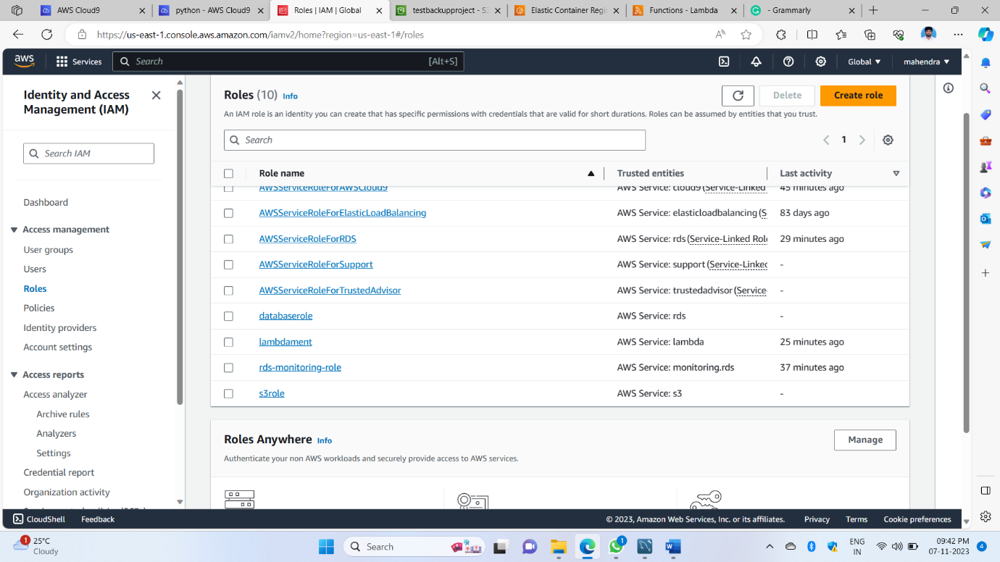 AWS Cloud9
python - AWS Cloud9
Roles | IAM | Global
testbackupproject - S3
Elastic Container Regis
Functions - Lambda
- Grammarly
https://us-east-1.console.aws.amazon.com/iamv2/home?region=us-east-1#/roles
aws
Services
Search
[Alt+S]
Global
mahendra
Identity and Access
Management (IAM)
Search IAM
Dashboard
Access management
User groups
Users
Roles
Policies
Identity providers
Account settings
Access reports
Access analyzer
Archive rules
Analyzers
Settings
Credential report
Organization activity
Roles (10) Info
Delete
Create role
An IAM role is an identity you can create that has specific permissions with credentials that are valid for short durations. Roles can be assumed by entities that you trust.
Search
1
Role name Trusted entities Last activity
AWSServiceRoleForAWSCloud9 AWS Service: cloud9 (Service-Linked 45 minutes ago
AWSServiceRoleForElasticLoadBalancing AWS Service: elasticloadbalancing (S 83 days ago
AWSServiceRoleForRDS AWS Service: rds (Service-Linked Role 29 minutes ago
AWSServiceRoleForSupport AWS Service: support (Service-Linked -
AWSServiceRoleForTrustedAdvisor AWS Service: trustedadvisor (Service- -
databaserole AWS Service: rds -
lambdament AWS Service: lambda 25 minutes ago
rds-monitoring-role AWS Service: monitoring.rds 37 minutes ago
s3role AWS Service: s3 -
Roles Anywhere Info
Manage
Authenticate your non AWS workloads and securely provide access to AWS services.
CloudShell
Feedback
© 2023, Amazon Web Services, Inc. or its affiliates.
Privacy
Terms
Cookie preferences
1
25°C
Cloudy
Search
1
ENG
IN
09:42 PM
07-11-2023
4